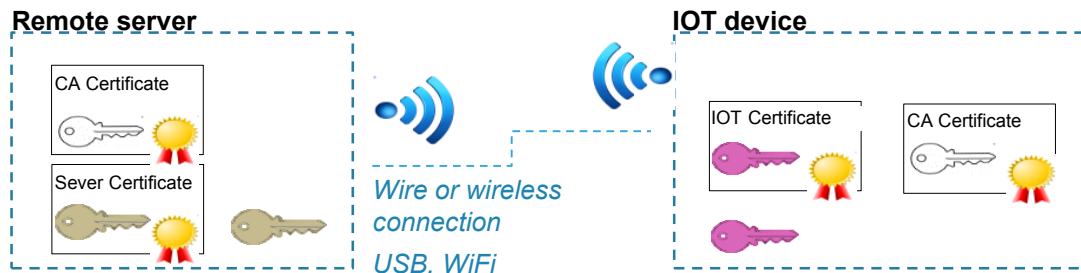 Remote server
IOT device
CA Certificate
Sever Certificate
Wire or wireless
connection
USB, WiFi
IOT Certificate
CA Certificate